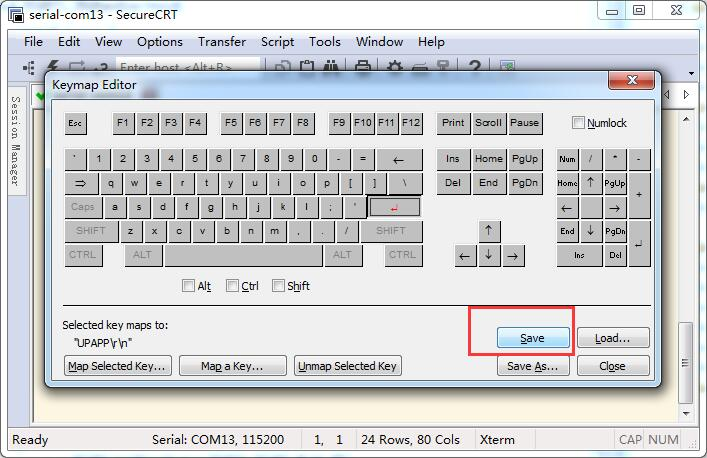 serial-com13 - SecureCRT
File Edit View Options Transfer Script Tools Window Help
Enter host <Alt+R>
Session Manager
Keymap Editor
Esc F1 F2 F3 F4 F5 F6 F7 F8 F9 F10 F11 F12 Print Scroll Pause Numlock
` 1 2 3 4 5 6 7 8 9 0 - = ← Ins Home PgUp Num / * -
⇒ q w e r t y u i o p [ ] \ Del End PgDn Home ↑ PgUp +
Caps a s d f g h j k l ; ' ↵ ← →
SHIFT z x c v b n m , . / SHIFT ↑ End ↓ PgDn ↵
CTRL ALT ALT CTRL ← ↓ → Ins Del
Alt Ctrl Shift
Selected key maps to:
"UPAPP\r\n"
Save Load...
Map Selected Key... Map a Key... Unmap Selected Key Save As... Close
Ready Serial: COM13, 115200 1, 1 24 Rows, 80 Cols Xterm CAP NUM